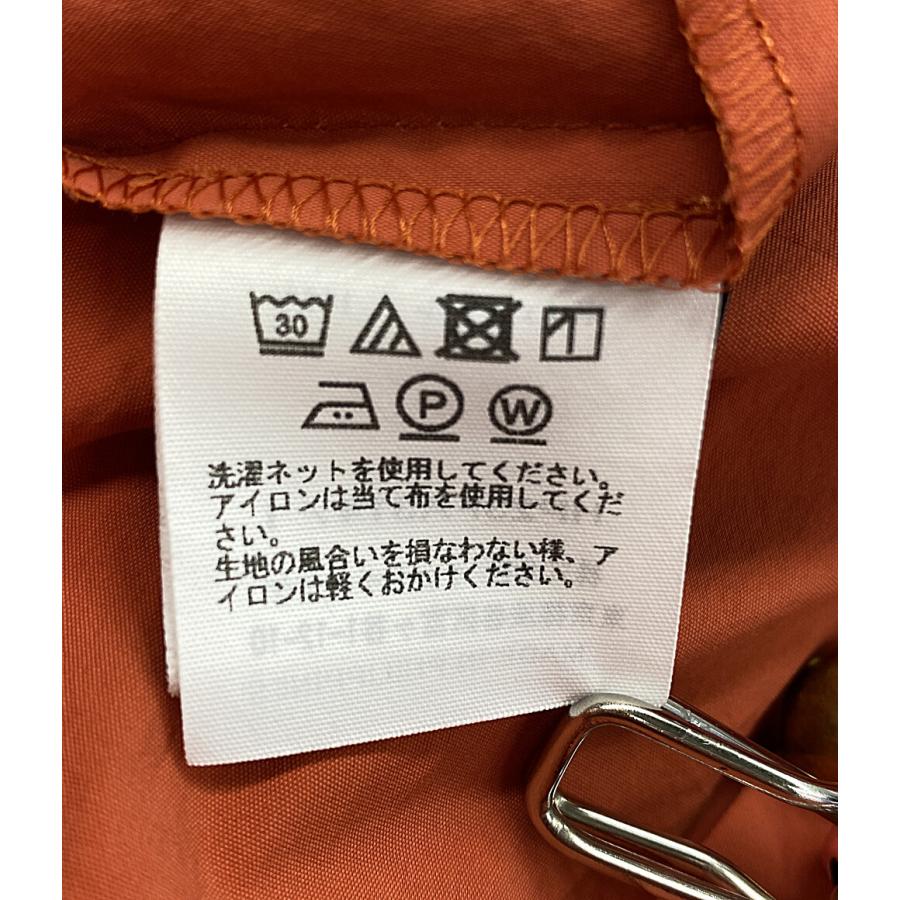 30
P W
洗濯ネットを使用してください。
アイロンは当て布を使用してくだ
さい。
生地の風合いを損なわない様、ア
イロンは軽くおかけください。